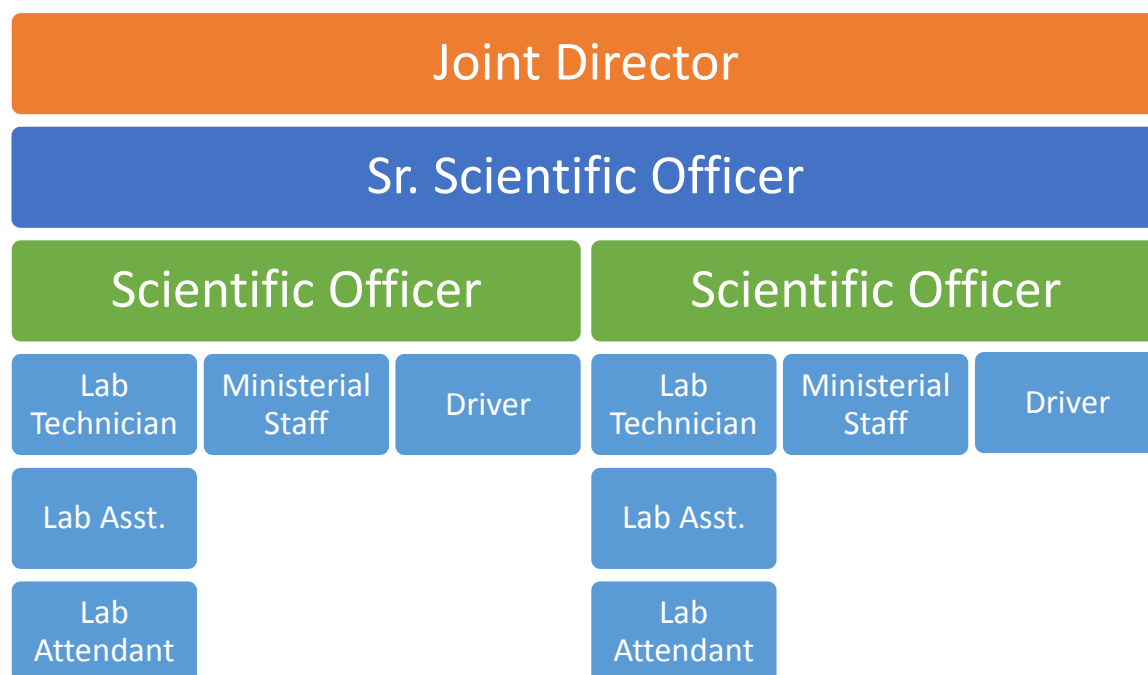 Joint Director
Sr. Scientific Officer
Scientific Officer
Scientific Officer
Lab
Technician
Ministerial
Staff
Driver
Lab
Technician
Ministerial
Staff
Driver
Lab Asst.
Lab Asst.
Lab
Attendant
Lab
Attendant